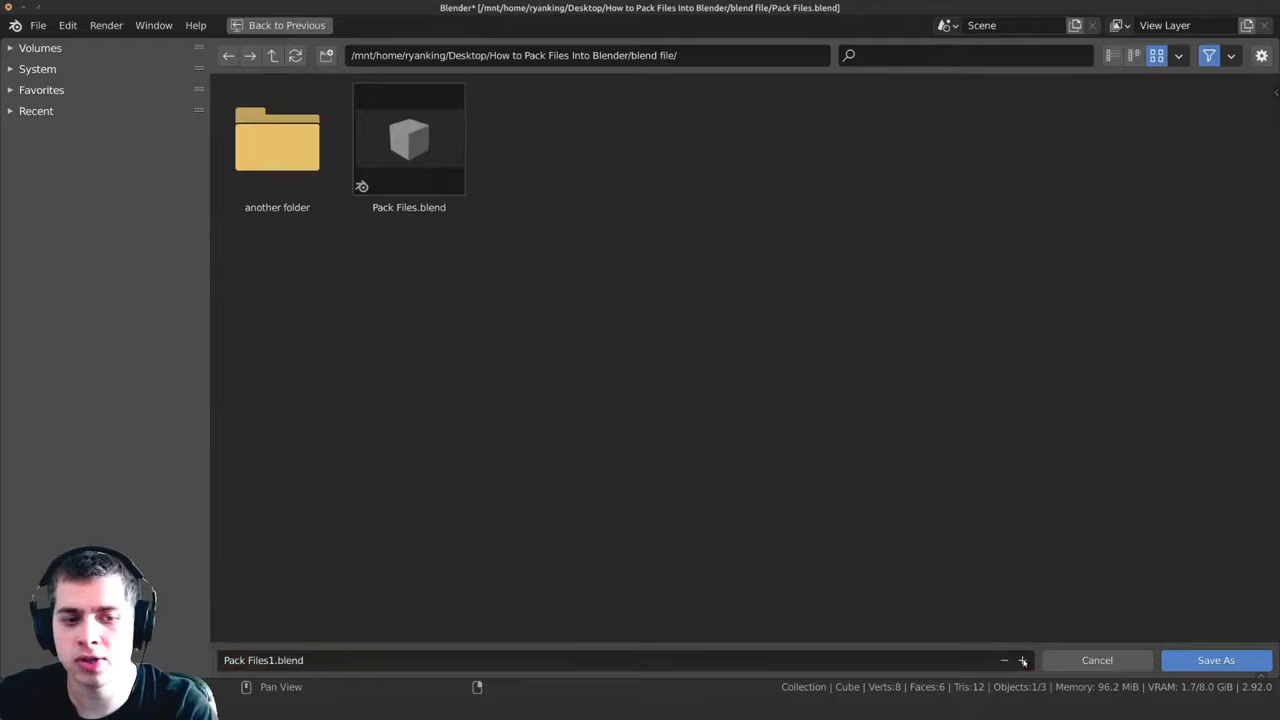 Blender* [/mnt/home/ryanking/Desktop/How to Pack Files Into Blender/blend file/Pack Files.blend]
File Edit Render Window Help Back to Previous Scene View Layer
Volumes
System
Favorites
Recent
/mnt/home/ryanking/Desktop/How to Pack Files Into Blender/blend file/
another folder
Pack Files.blend
Pack Files1.blend
Cancel
Save As
Pan View
Collection | Cube | Verts:8 | Faces:6 | Tris:12 | Objects:1/3 | Memory: 96.2 MiB | VRAM: 1.7/8.0 GiB | 2.92.0